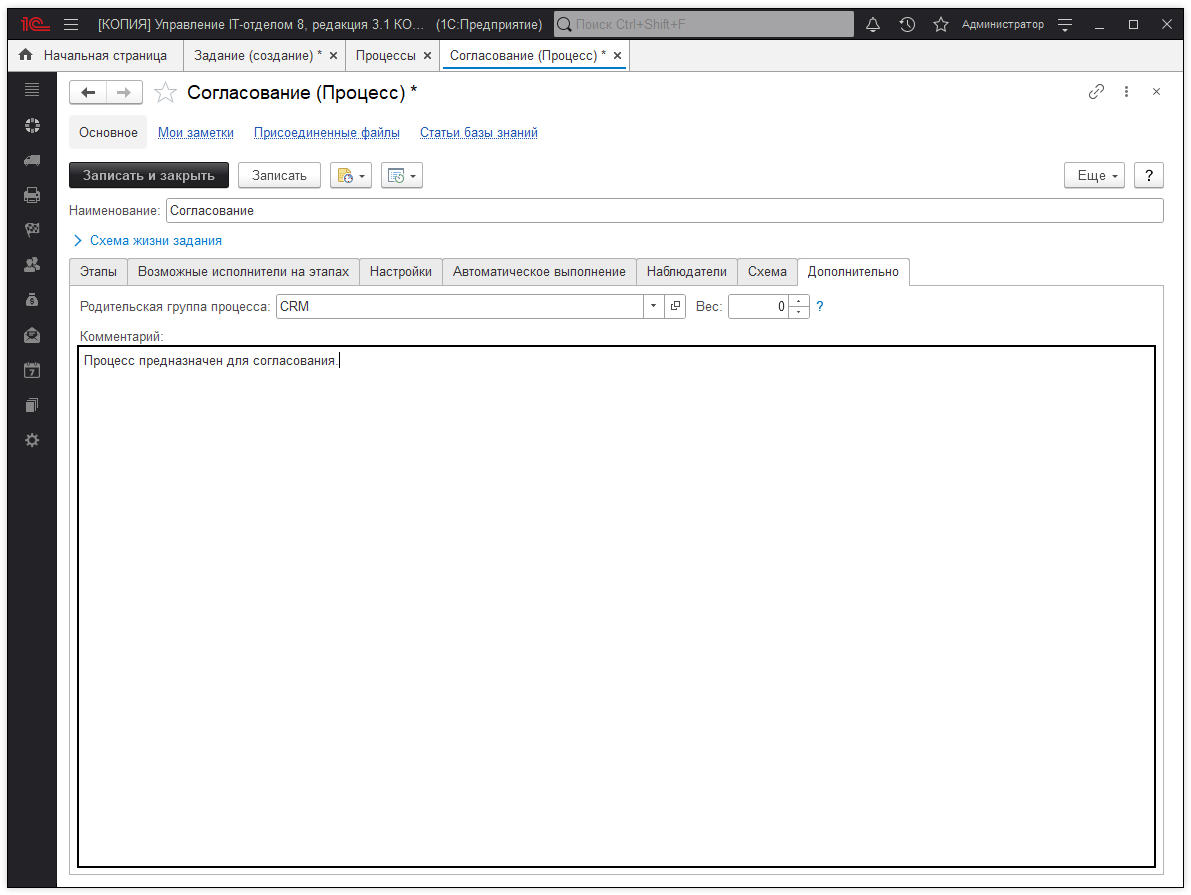 1С [КОПИЯ] Управление IT-отделом 8, редакция 3.1 КО... (1С:Предприятие) Поиск Ctrl+Shift+F Администратор
Начальная страница Задание (создание) * × Процессы × Согласование (Процесс) * ×
Согласование (Процесс) *
Основное Мои заметки Присоединенные файлы Статьи базы знаний
Записать и закрыть Записать Еще ?
Наименование: Согласование
Схема жизни задания
Этапы Возможные исполнители на этапах Настройки Автоматическое выполнение Наблюдатели Схема Дополнительно
Родительская группа процесса: CRM Вес: 0 ?
Комментарий:
Процесс предназначен для согласования.
7